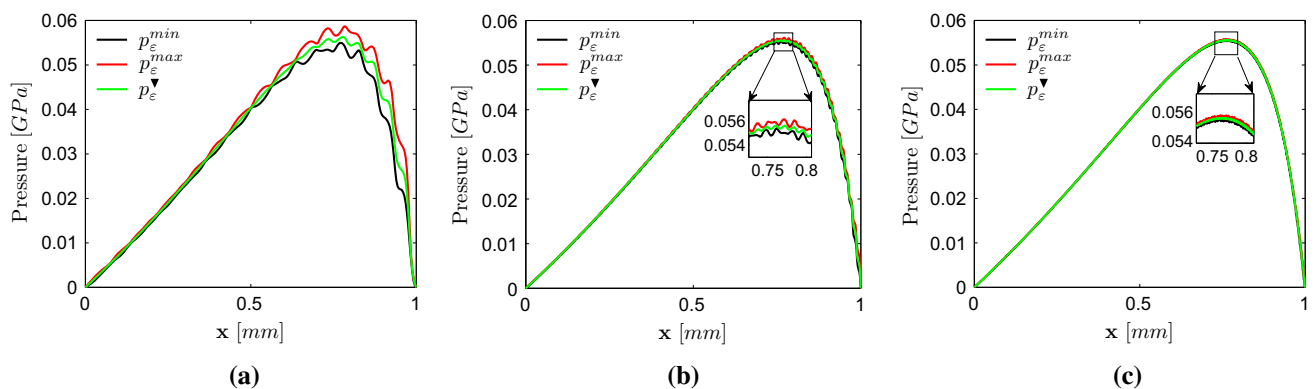 0.06
0.05
0.04
0.03
0.02
0.01
0
Pressure [GPa]
p_ε^{min}
p_ε^{max}
p_ε^▼
0
0.5
1
x [mm]
(a)
0.06
0.05
0.04
0.03
0.02
0.01
0
Pressure [GPa]
p_ε^{min}
p_ε^{max}
p_ε^▼
0.056
0.054
0.75
0.8
0
0.5
1
x [mm]
(b)
0.06
0.05
0.04
0.03
0.02
0.01
0
Pressure [GPa]
p_ε^{min}
p_ε^{max}
p_ε^▼
0.056
0.054
0.75
0.8
0
0.5
1
x [mm]
(c)